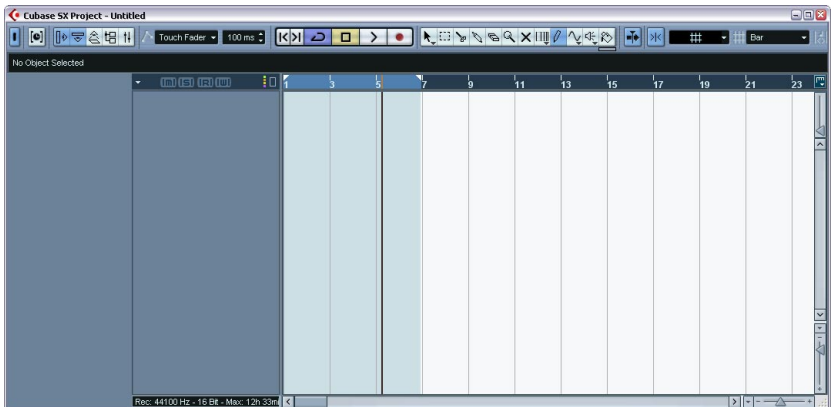 Cubase SX Project - Untitled
Touch Fader 100 ms Bar
No Object Selected
m S R W
1 3 5 7 9 11 13 15 17 19 21 23
Rec: 44100 Hz - 16 Bit - Max: 12h 33m